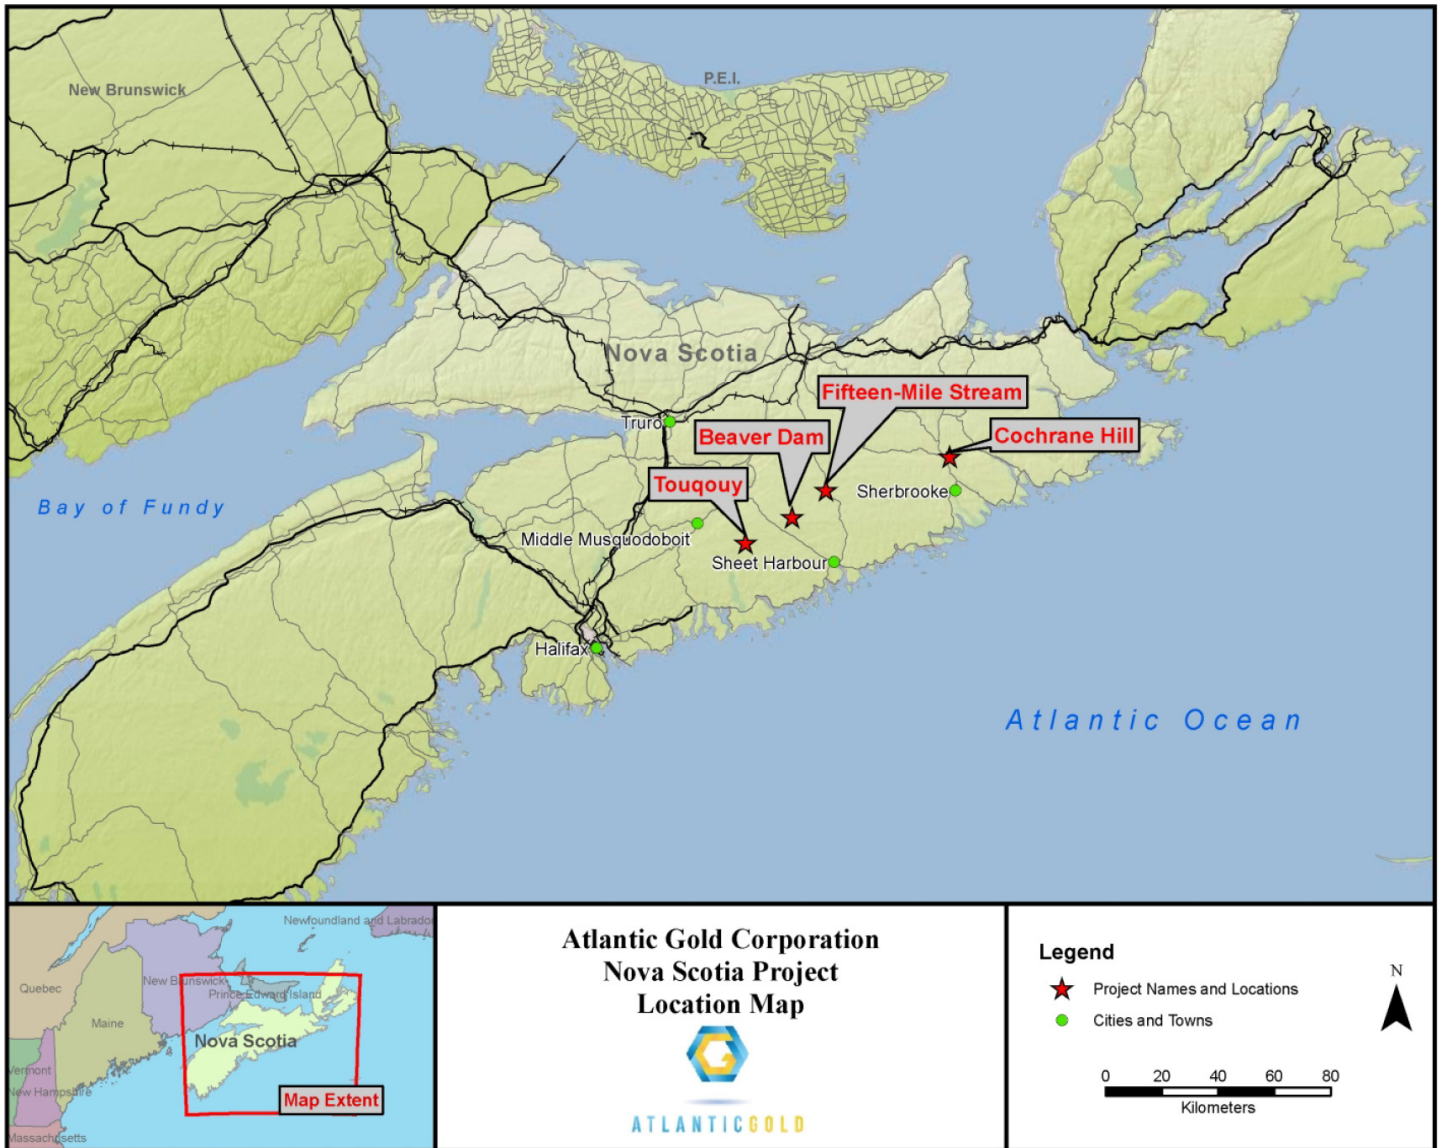 New Brunswick
P.E.I.
Nova Scotia
Fifteen-Mile Stream
Truro
Beaver Dam
Cochrane Hill
Touqouy
Sherbrooke
Bay of Fundy
Middle Musquodoboit
Sheet Harbour
Halifax
Atlantic Ocean
Newfoundland and Labrador
Quebec
New Brunswick
Prince Edward Island
Maine
Nova Scotia
Vermont
New Hampshire
Map Extent
Massachusetts
Atlantic Gold Corporation
Nova Scotia Project
Location Map
G
ATLANTICGOLD
Legend
Project Names and Locations
Cities and Towns
N
0 20 40 60 80
Kilometers